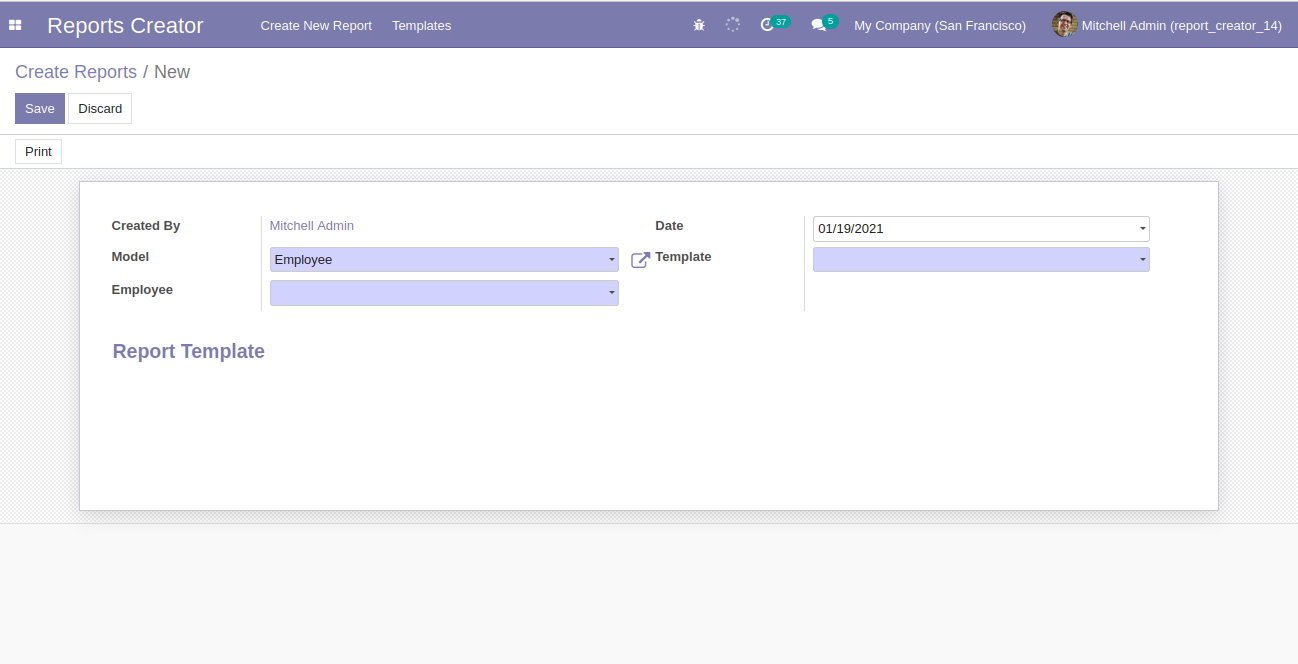 Reports Creator Create New Report Templates 37 5 My Company (San Francisco) Mitchell Admin (report_creator_14)
Create Reports / New
Save Discard
Print
Created By Mitchell Admin Date 01/19/2021
Model Employee Template
Employee
Report Template